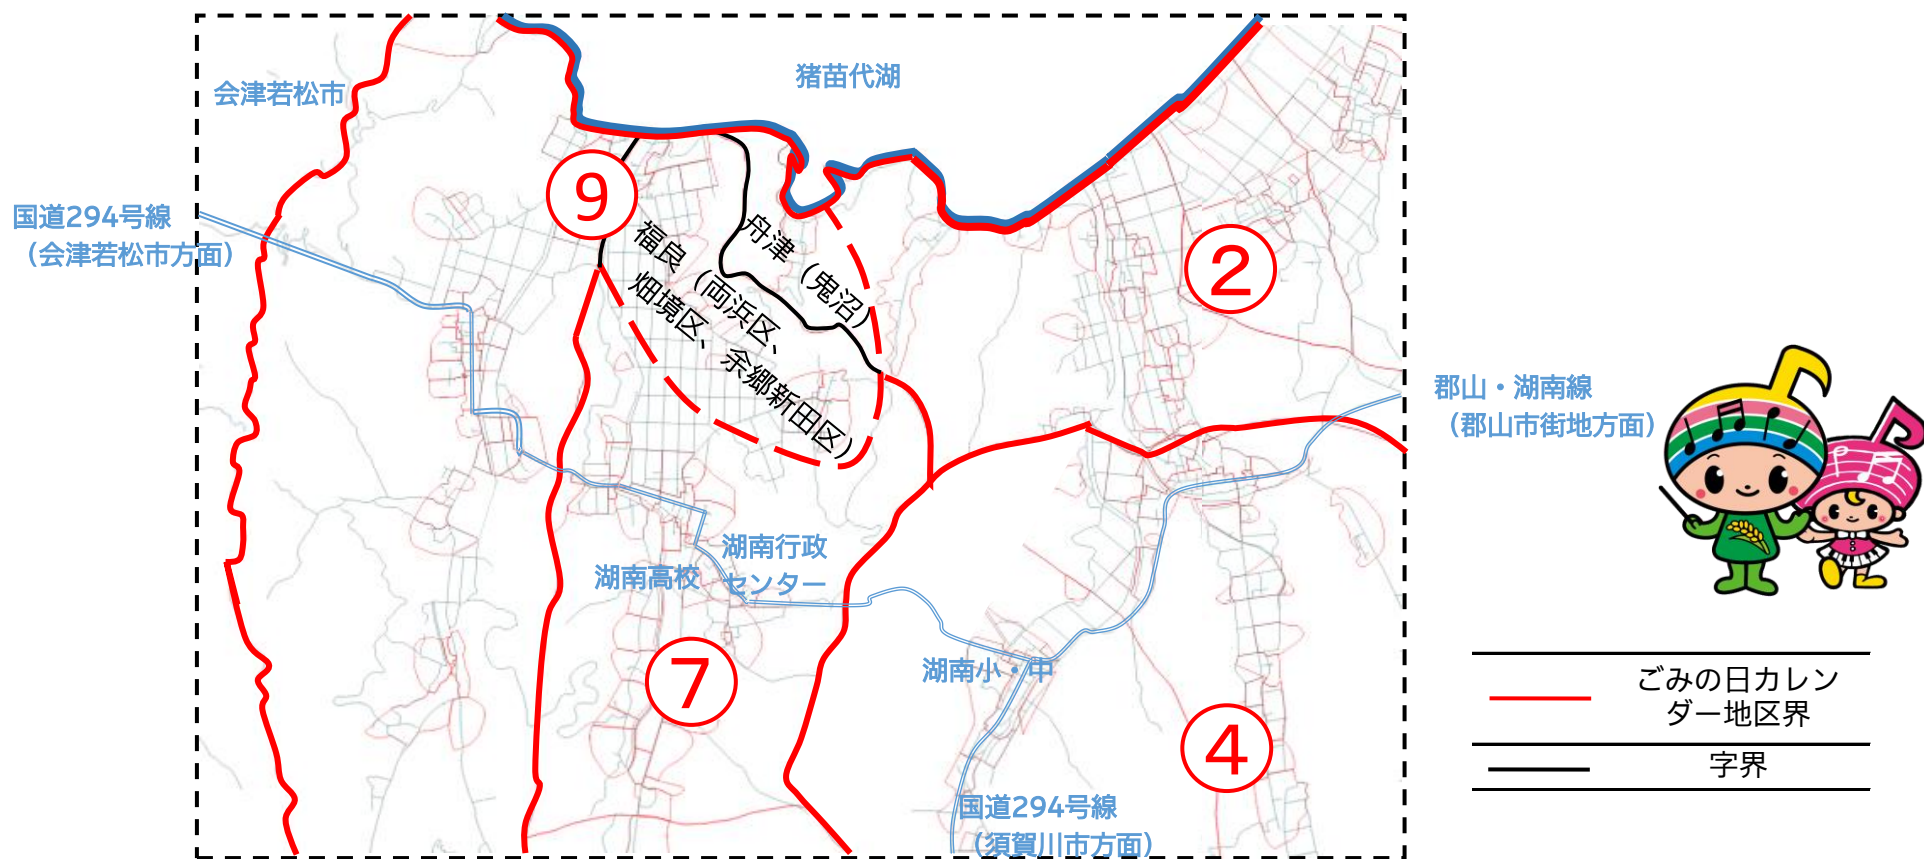 猪苗代湖
会津若松市
⑨
国道294号線
（会津若松市方面）
福良（両浜区、
畑境区、余郷新田区）
舟津（鬼沼）
②
郡山・湖南線
（郡山市街地方面）
湖南行政
センター
湖南高校
⑦
湖南小・中
④
国道294号線
（須賀川市方面）
ごみの日カレン
ダー地区界
字界